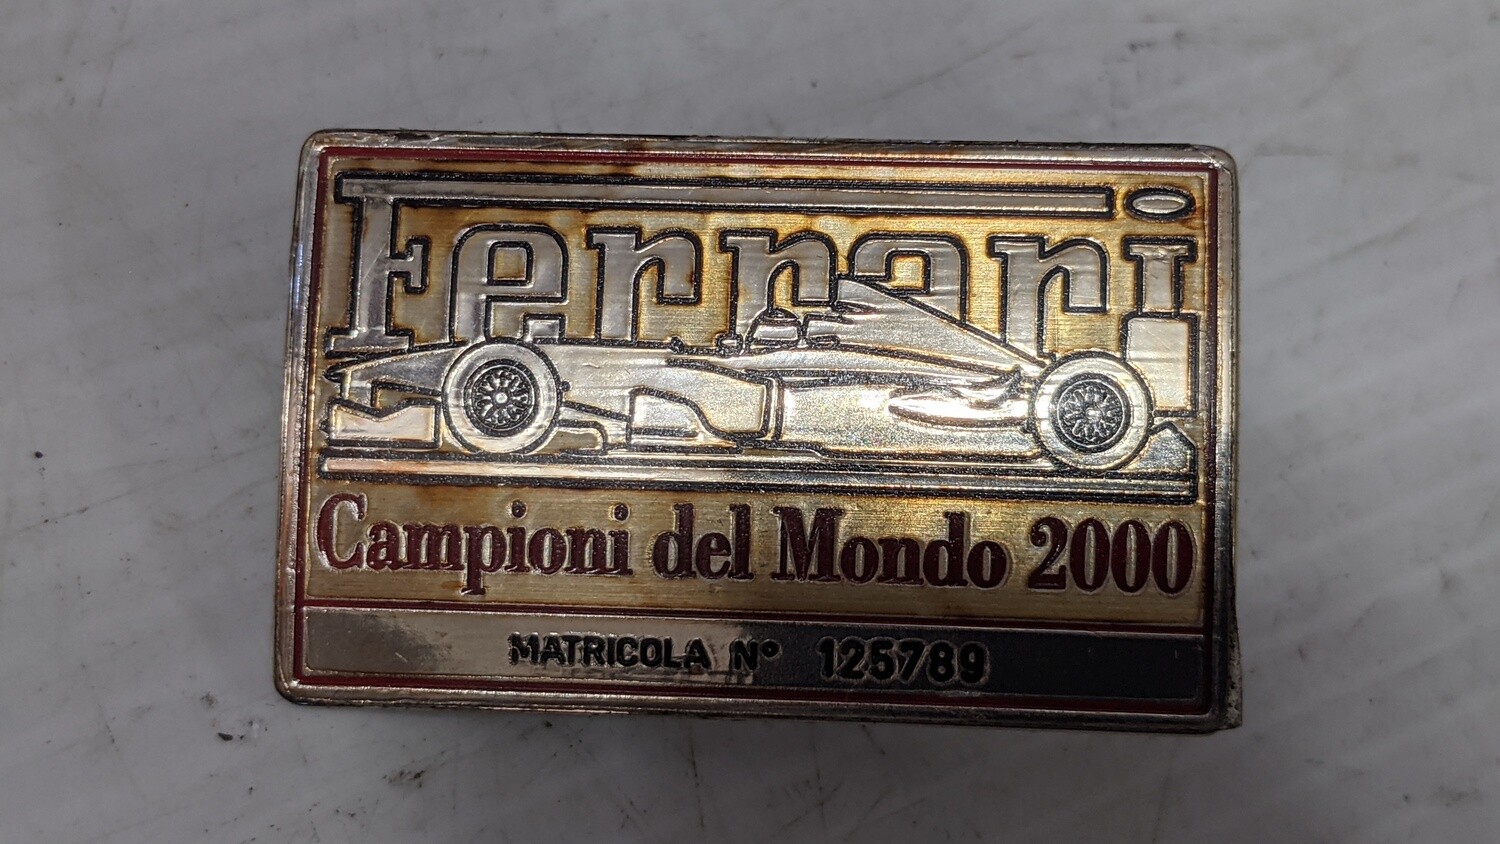 Ferrari
Campioni del Mondo 2000
MATRICOLA N° 125789